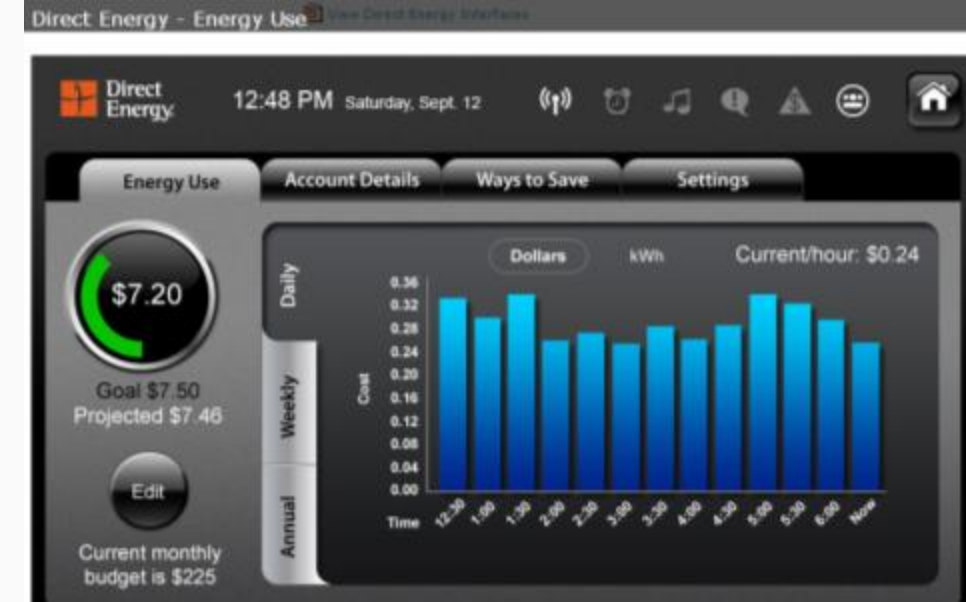 Direct Energy - Energy Use View Direct Energy Interfaces
Direct
Energy
12:48 PM Saturday, Sept. 12
Energy Use
Account Details
Ways to Save
Settings
$7.20
Goal $7.50
Projected $7.46
Edit
Current monthly
budget is $225
Daily
Weekly
Annual
Dollars
kWh
Current/hour: $0.24
Cost
0.36
0.32
0.28
0.24
0.20
0.16
0.12
0.08
0.04
0.00
Time
12:30
1:00
1:30
2:00
2:30
3:00
3:30
4:00
4:30
5:00
5:30
6:00
Now